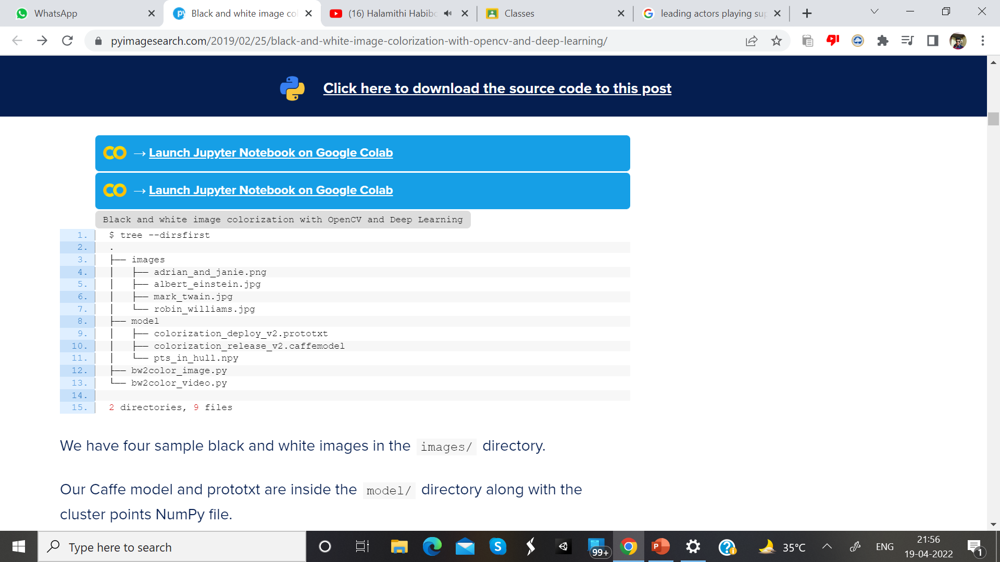 WhatsApp
Black and white image col
(16) Halamithi Habibo
Classes
leading actors playing sup
pyimagesearch.com/2019/02/25/black-and-white-image-colorization-with-opencv-and-deep-learning/
Click here to download the source code to this post
CO → Launch Jupyter Notebook on Google Colab
CO → Launch Jupyter Notebook on Google Colab
Black and white image colorization with OpenCV and Deep Learning
1. $ tree --dirsfirst
2. .
3. ├── images
4. │   ├── adrian_and_janie.png
5. │   ├── albert_einstein.jpg
6. │   ├── mark_twain.jpg
7. │   └── robin_williams.jpg
8. ├── model
9. │   ├── colorization_deploy_v2.prototxt
10. │   ├── colorization_release_v2.caffemodel
11. │   └── pts_in_hull.npy
12. ├── bw2color_image.py
13. └── bw2color_video.py
14.
15. 2 directories, 9 files
We have four sample black and white images in the images/ directory.
Our Caffe model and prototxt are inside the model/ directory along with the
cluster points NumPy file.
Type here to search
99+
35°C
ENG
21:56
19-04-2022
1